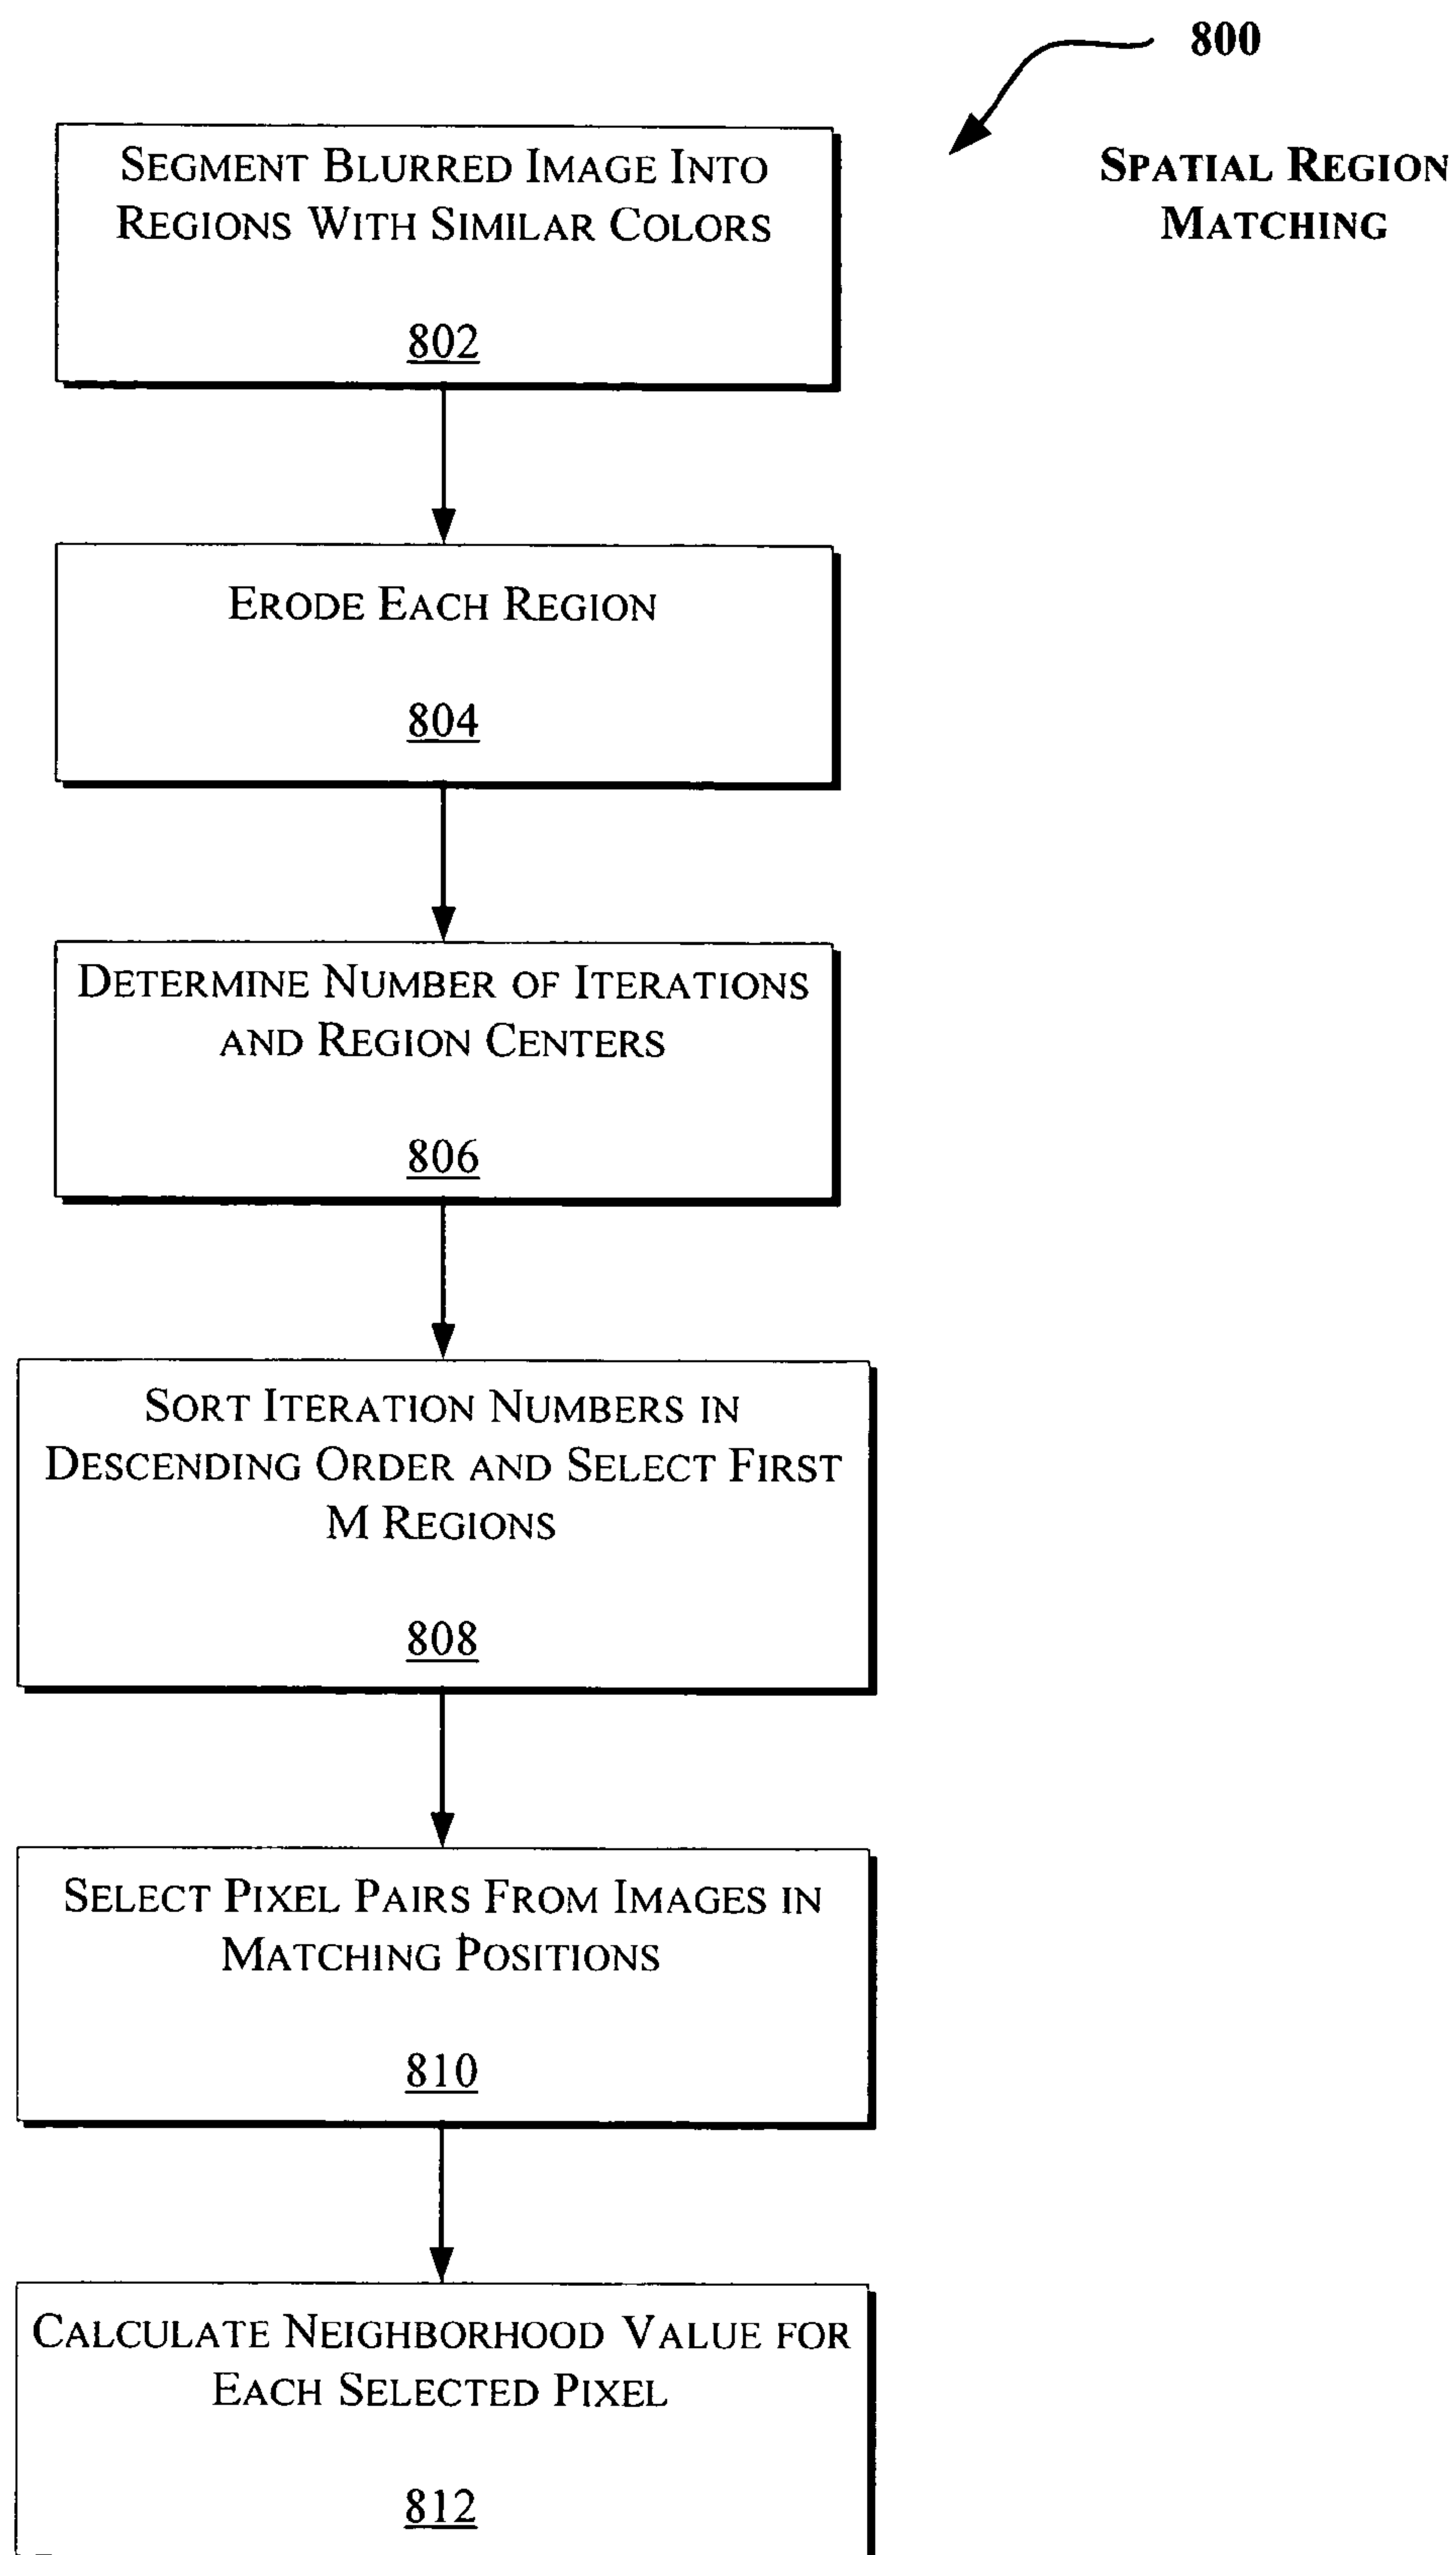 800
SPATIAL REGION
MATCHING
SEGMENT BLURRED IMAGE INTO
REGIONS WITH SIMILAR COLORS
802
ERODE EACH REGION
804
DETERMINE NUMBER OF ITERATIONS
AND REGION CENTERS
806
SORT ITERATION NUMBERS IN
DESCENDING ORDER AND SELECT FIRST
M REGIONS
808
SELECT PIXEL PAIRS FROM IMAGES IN
MATCHING POSITIONS
810
CALCULATE NEIGHBORHOOD VALUE FOR
EACH SELECTED PIXEL
812